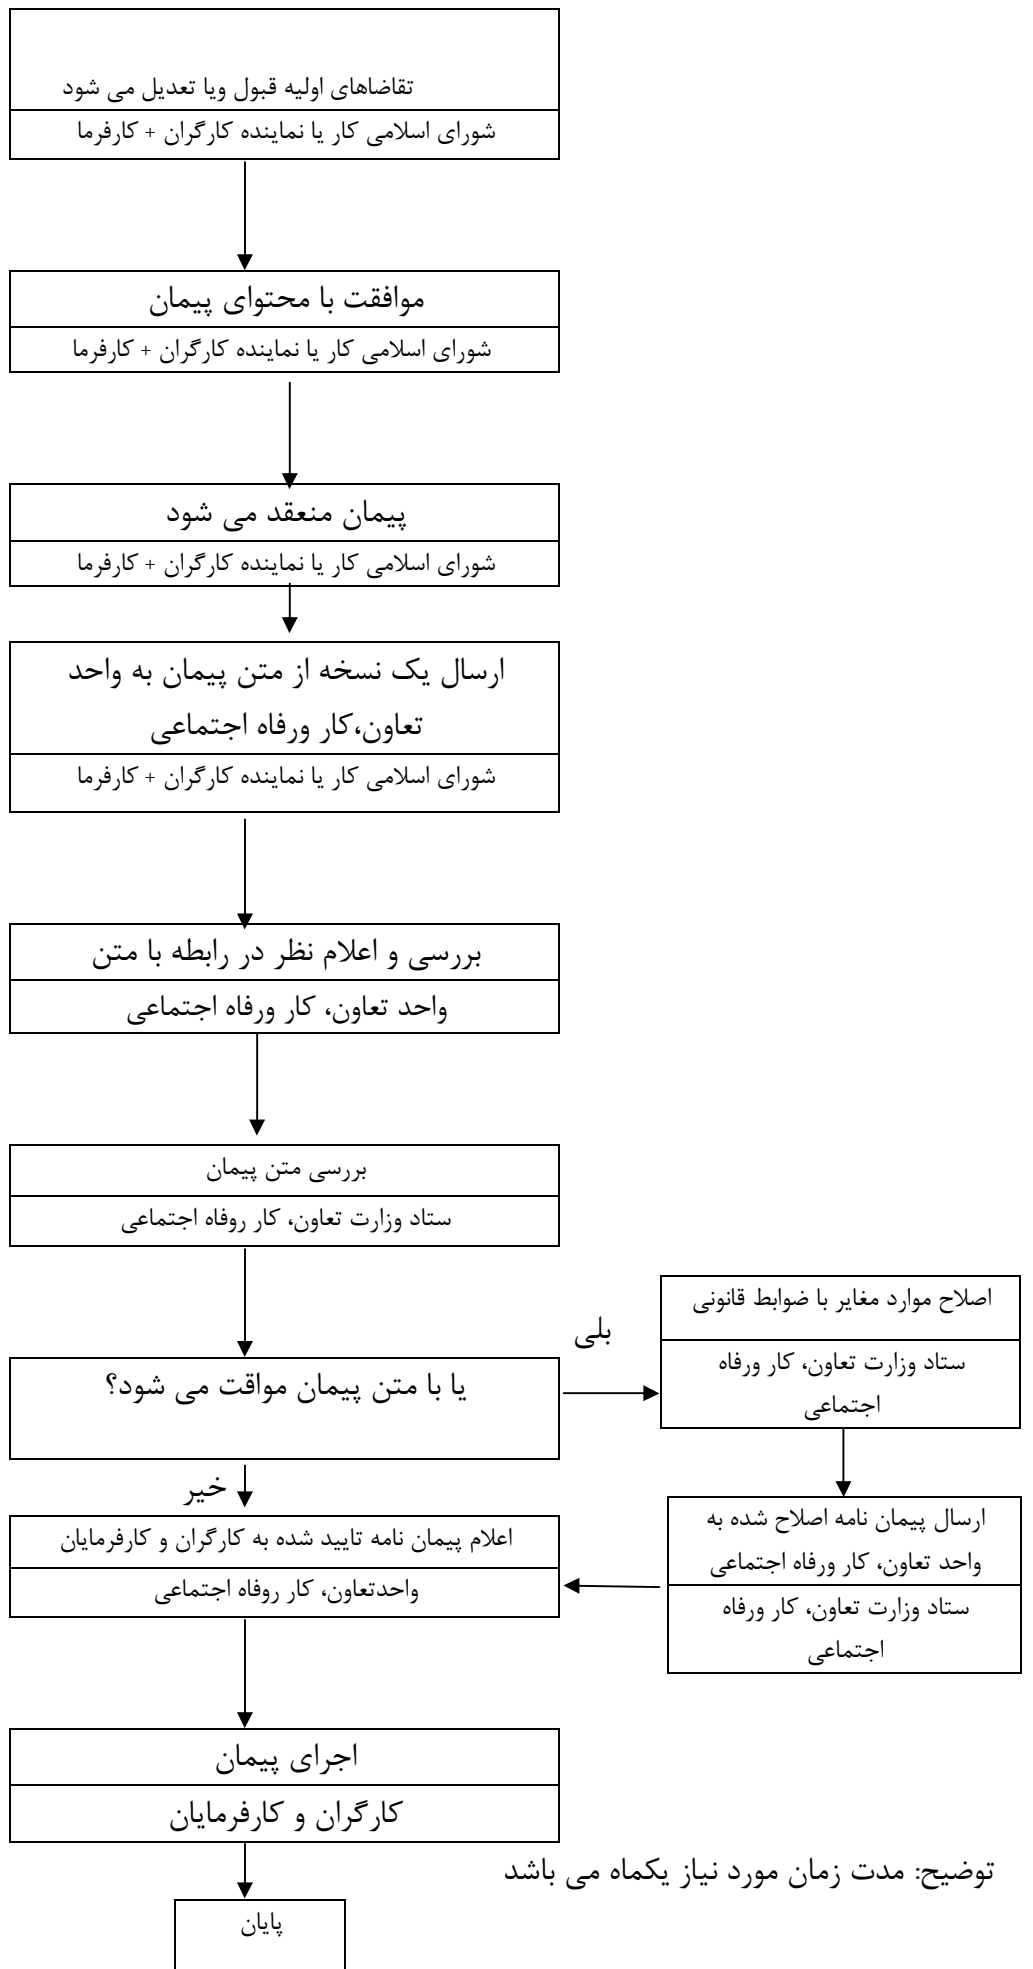 تقاضاهای اولیه قبول ویا تعدیل می شود
شورای اسلامی کار یا نماینده کارگران + کارفرما
موافقت با محتوای پیمان
شورای اسلامی کار یا نماینده کارگران + کارفرما
پیمان منعقد می شود
شورای اسلامی کار یا نماینده کارگران + کارفرما
ارسال یک نسخه از متن پیمان به واحد
تعاون،کار ورفاه اجتماعی
شورای اسلامی کار یا نماینده کارگران + کارفرما
بررسی و اعلام نظر در رابطه با متن
واحد تعاون، کار ورفاه اجتماعی
بررسی متن پیمان
ستاد وزارت تعاون، کار روفاه اجتماعی
یا با متن پیمان مواقت می شود؟
بلی
اصلاح موارد مغایر با ضوابط قانونی
ستاد وزارت تعاون، کار ورفاه
اجتماعی
خیر
ارسال پیمان نامه اصلاح شده به
واحد تعاون، کار ورفاه اجتماعی
ستاد وزارت تعاون، کار ورفاه
اجتماعی
اعلام پیمان نامه تایید شده به کارگران و کارفرمایان
واحدتعاون، کار روفاه اجتماعی
اجرای پیمان
کارگران و کارفرمایان
توضیح: مدت زمان مورد نیاز یکماه می باشد
پایان